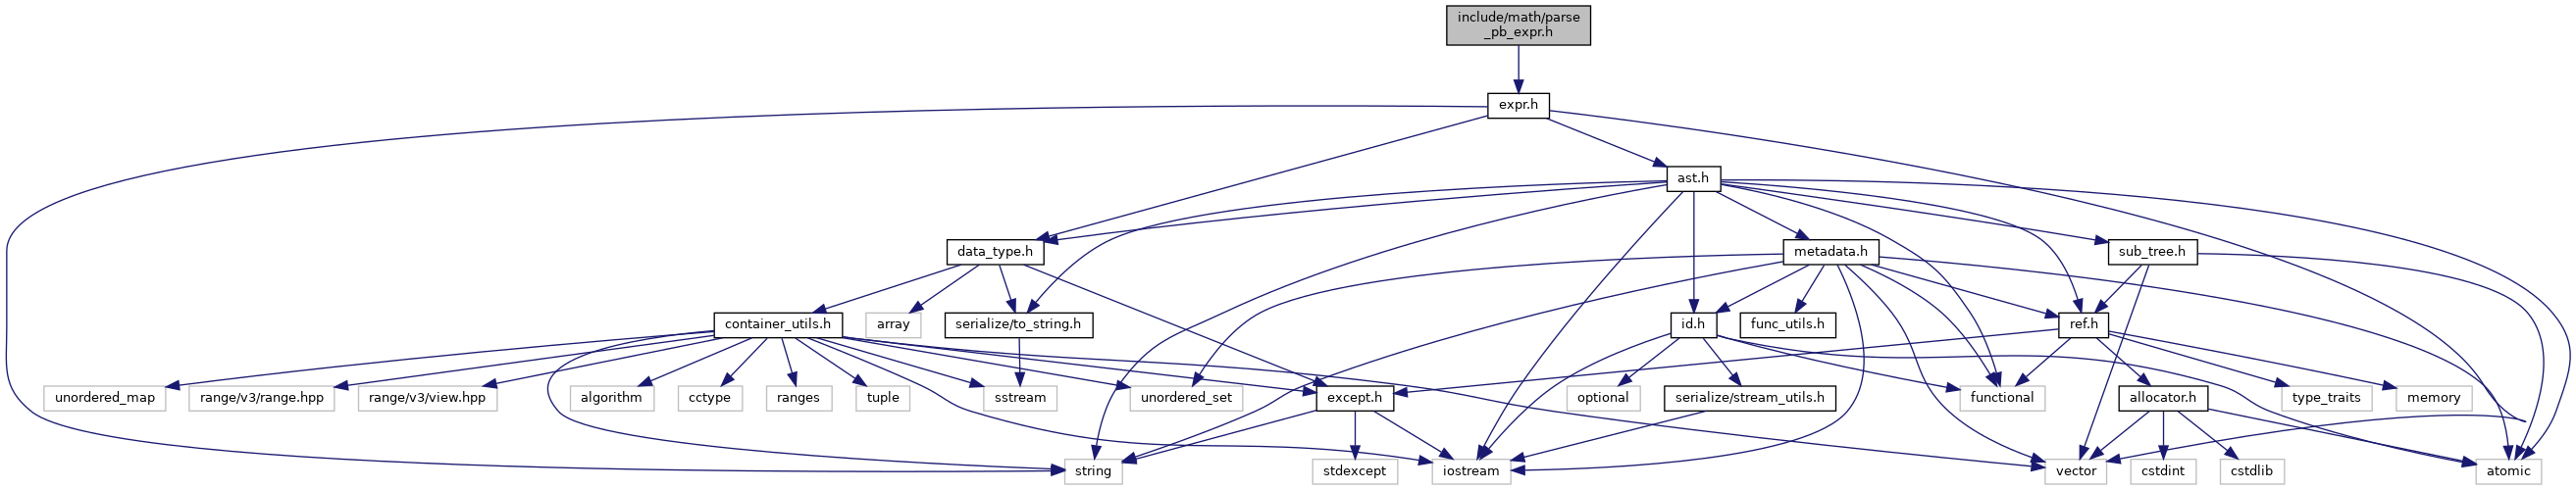 include/math/parse
_pb_expr.h
expr.h
ast.h
data_type.h
metadata.h
sub_tree.h
container_utils.h
array
serialize/to_string.h
id.h
func_utils.h
ref.h
unordered_map
range/v3/range.hpp
range/v3/view.hpp
algorithm
cctype
ranges
tuple
sstream
unordered_set
except.h
optional
serialize/stream_utils.h
functional
allocator.h
type_traits
memory
string
stdexcept
iostream
vector
cstdint
cstdlib
atomic